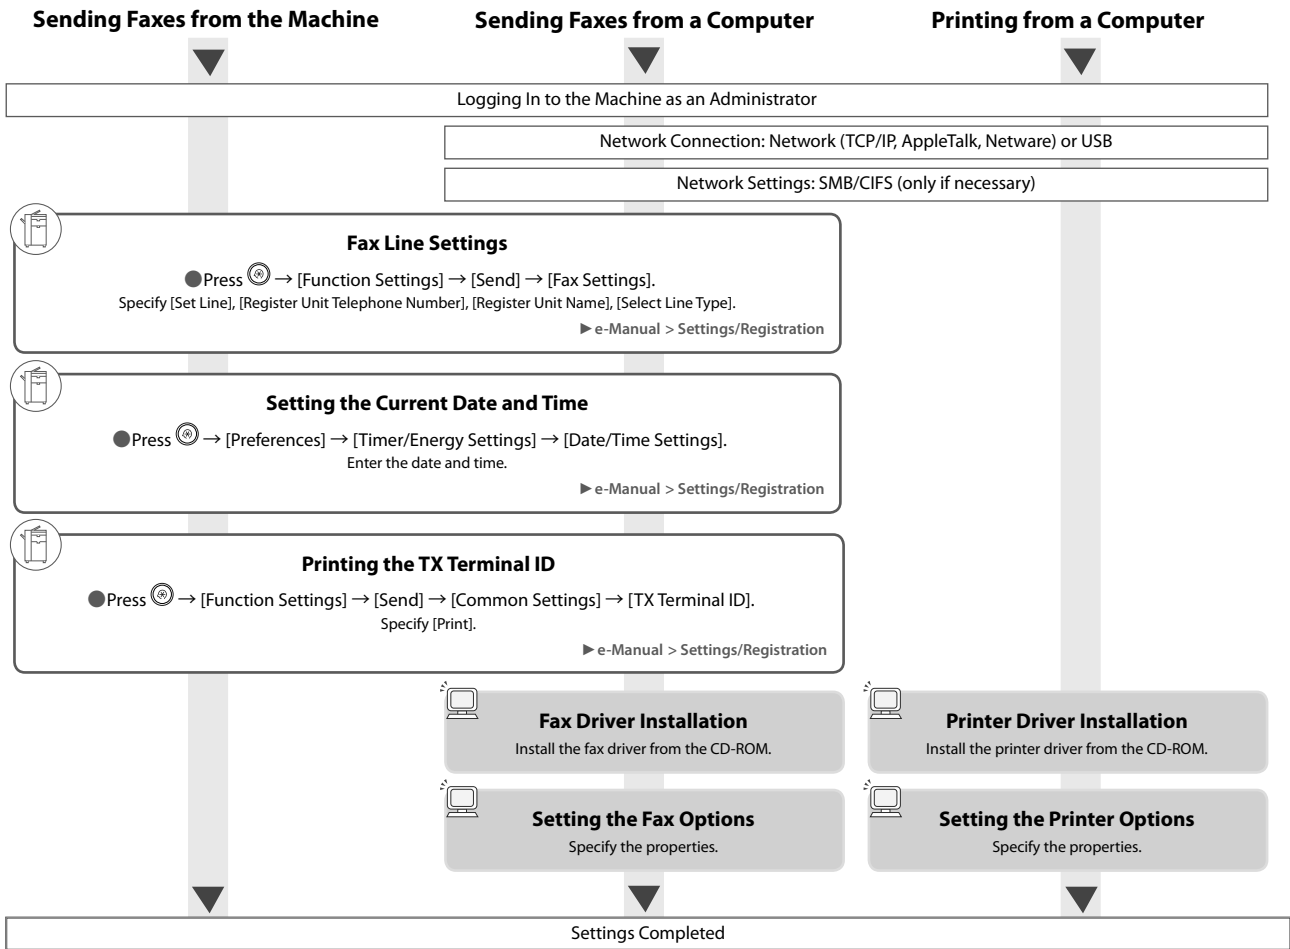 Sending Faxes from the Machine
Sending Faxes from a Computer
Printing from a Computer
Logging In to the Machine as an Administrator
Network Connection: Network (TCP/IP, AppleTalk, Netware) or USB
Network Settings: SMB/CIFS (only if necessary)
Fax Line Settings
●Press → [Function Settings] → [Send] → [Fax Settings].
Specify [Set Line], [Register Unit Telephone Number], [Register Unit Name], [Select Line Type].
►e-Manual > Settings/Registration
Setting the Current Date and Time
●Press → [Preferences] → [Timer/Energy Settings] → [Date/Time Settings].
Enter the date and time.
►e-Manual > Settings/Registration
Printing the TX Terminal ID
●Press → [Function Settings] → [Send] → [Common Settings] → [TX Terminal ID].
Specify [Print].
►e-Manual > Settings/Registration
Fax Driver Installation
Install the fax driver from the CD-ROM.
Printer Driver Installation
Install the printer driver from the CD-ROM.
Setting the Fax Options
Specify the properties.
Setting the Printer Options
Specify the properties.
Settings Completed